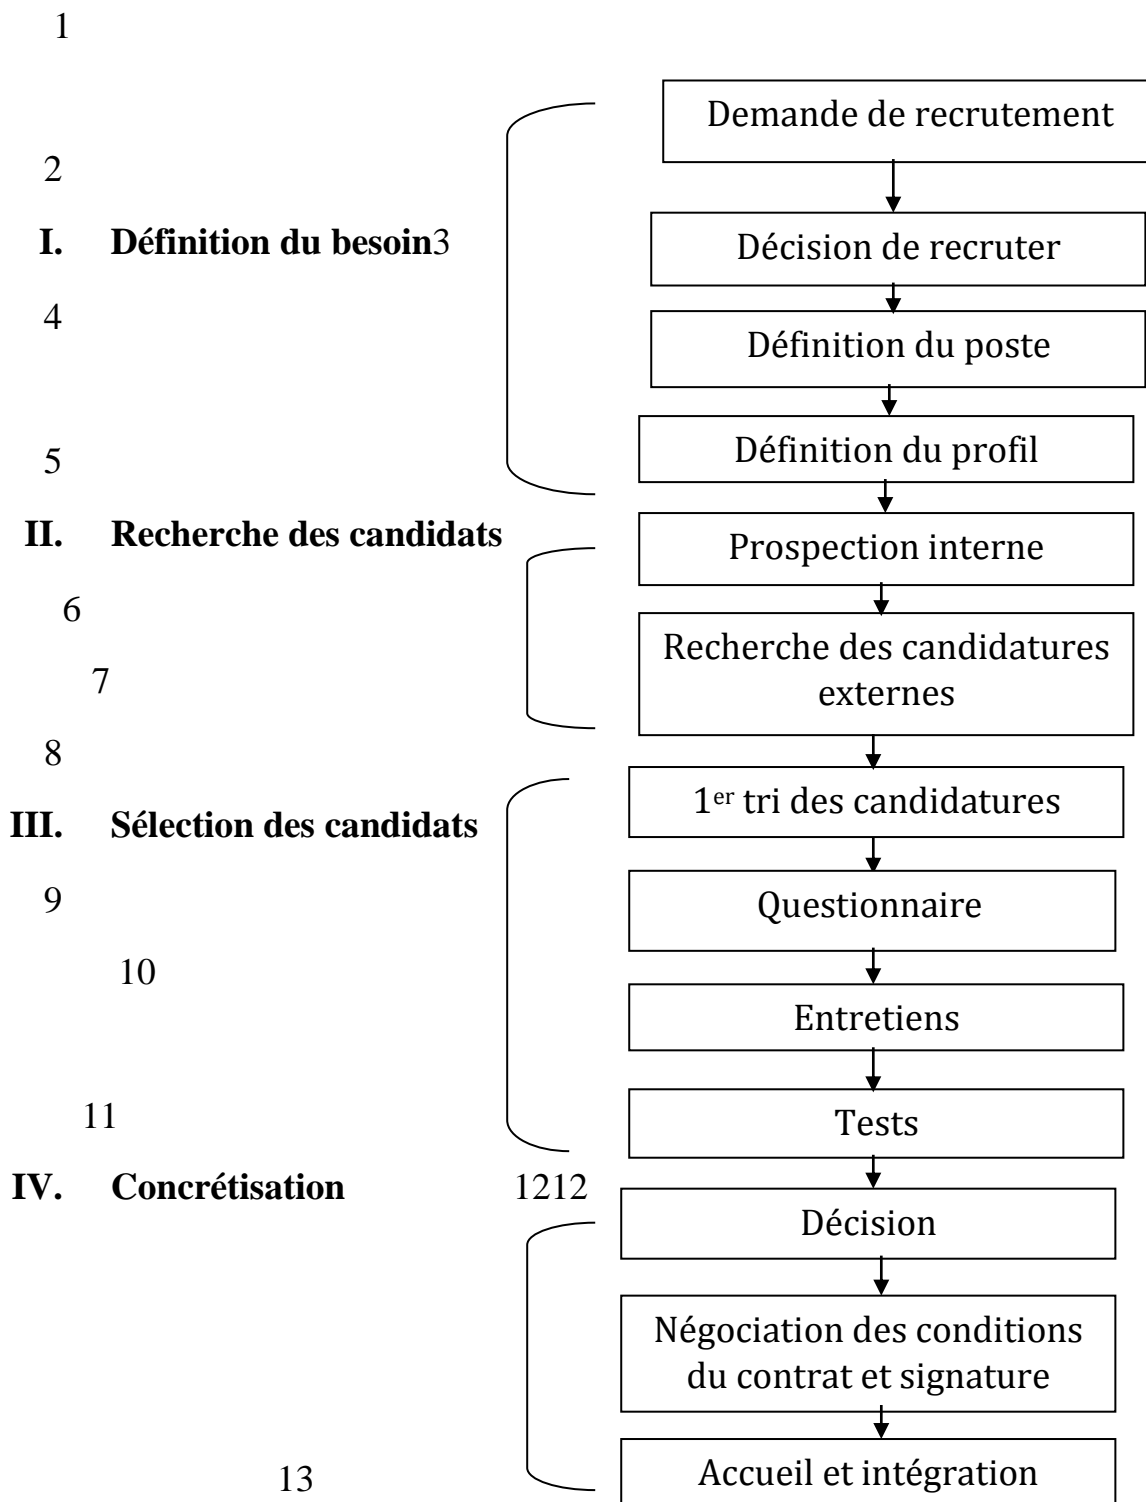 1
Demande de recrutement
2
I. Définition du besoin3
Décision de recruter
4
Définition du poste
5
Définition du profil
II. Recherche des candidats
Prospection interne
6
Recherche des candidatures
externes
7
8
1er tri des candidatures
III. Sélection des candidats
9
Questionnaire
10
Entretiens
11
Tests
IV. Concrétisation 1212
Décision
Négociation des conditions
du contrat et signature
13
Accueil et intégration